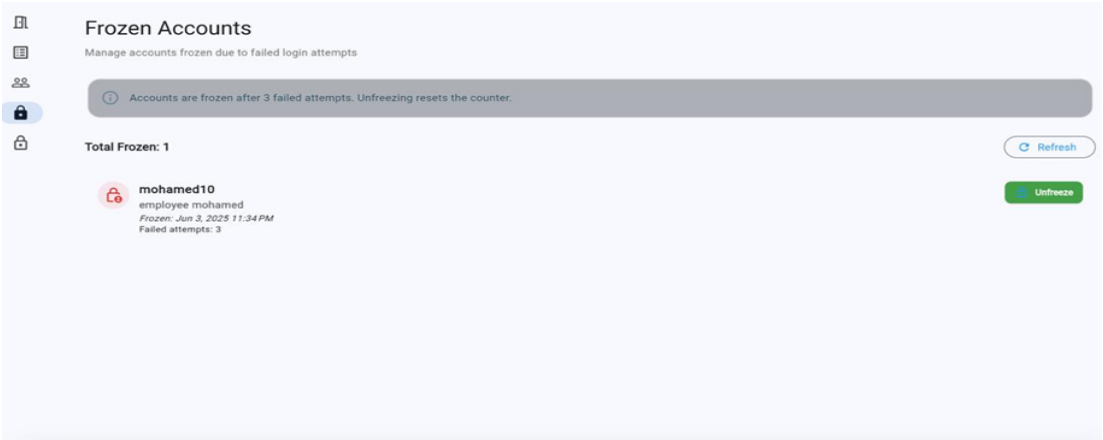 Frozen Accounts
Manage accounts frozen due to failed login attempts
Accounts are frozen after 3 failed attempts. Unfreezing resets the counter.
Total Frozen: 1
Refresh
mohamed10
Unfreeze
employee mohamed
Frozen: Jun 3, 2025 11:34 PM
Failed attempts: 3